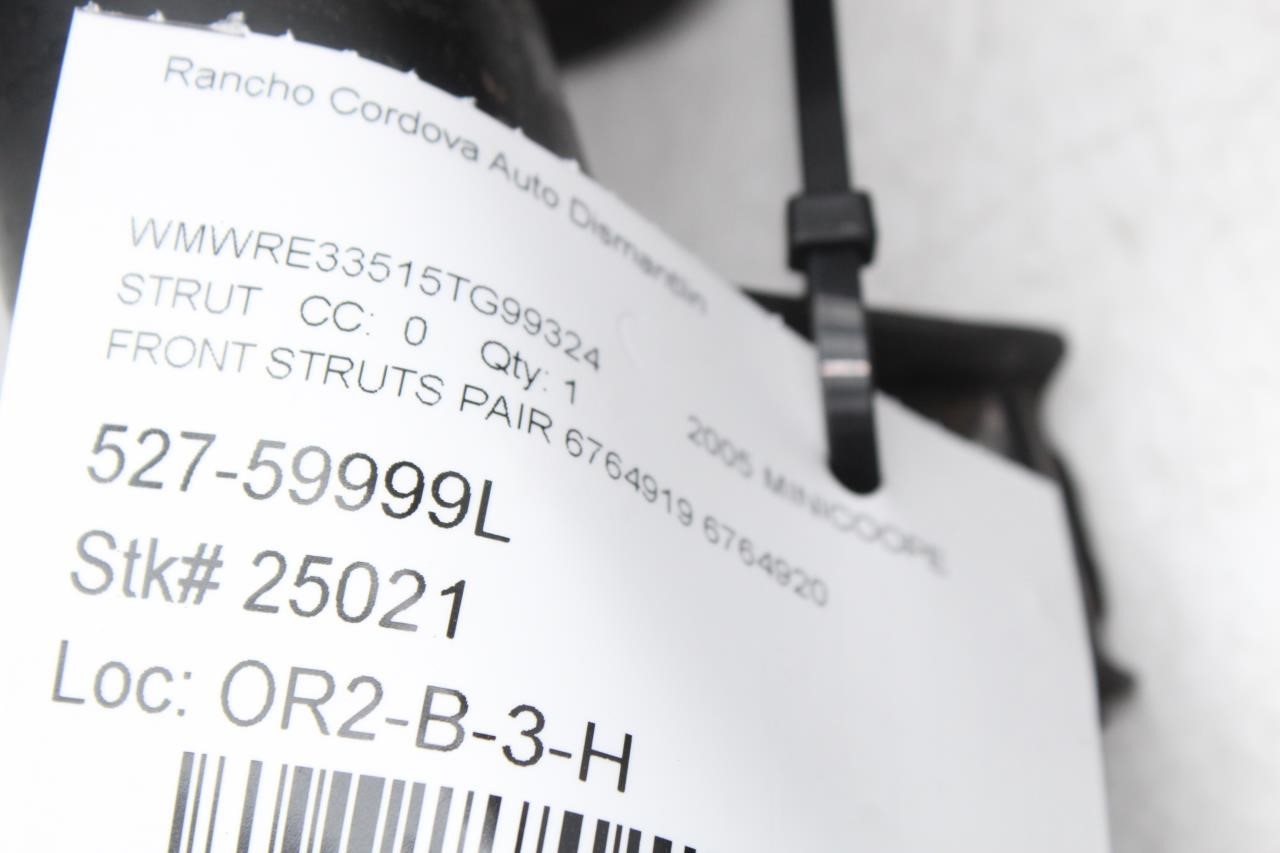 Rancho Cordova Auto Dismantlin
WMWRE33515TG99324
STRUT CC: 0 Qty: 1
2005 MINICOOPE
FRONT STRUTS PAIR 6764919 6764920
527-59999L
Stk# 25021
Loc: OR2-B-3-H